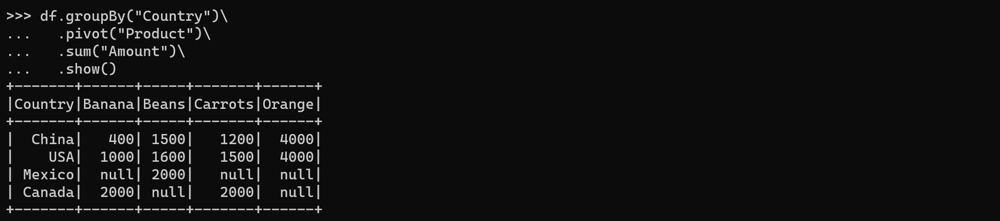 >>> df.groupBy("Country")\
...   .pivot("Product")\
...   .sum("Amount")\
...   .show()
+-------+------+-----+-------+------+
|Country|Banana|Beans|Carrots|Orange|
+-------+------+-----+-------+------+
|  China|   400| 1500|   1200|  4000|
|    USA|  1000| 1600|   1500|  4000|
| Mexico|  null| 2000|   null|  null|
| Canada|  2000| null|   2000|  null|
+-------+------+-----+-------+------+